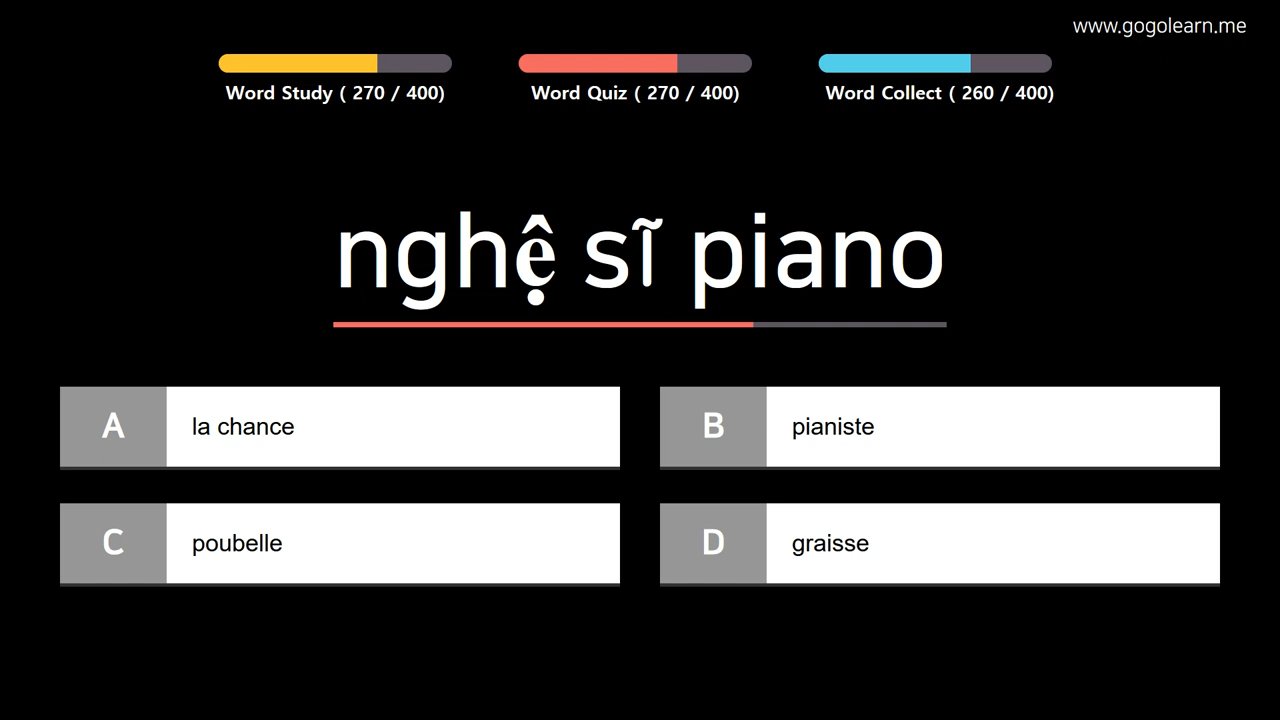 www.gogolearn.me
Word Study ( 270 / 400)
Word Quiz ( 270 / 400)
Word Collect ( 260 / 400)
nghệ sĩ piano
A la chance
B pianiste
C poubelle
D graisse